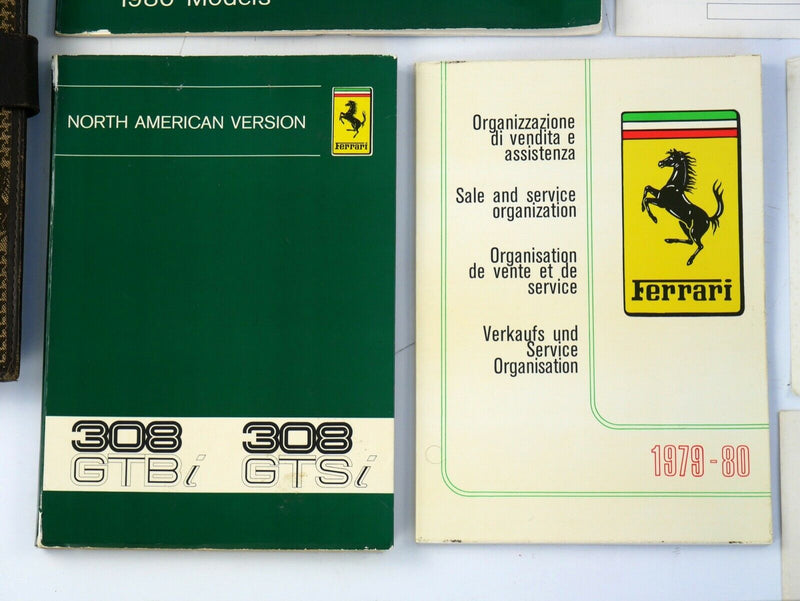 1980 Models
NORTH AMERICAN VERSION
Ferrari
308 308
GTBi GTSi
Organizzazione
di vendita e
assistenza
Sale and service
organization
Organisation
de vente et de
service
Verkaufs und
Service
Organisation
Ferrari
1979-80